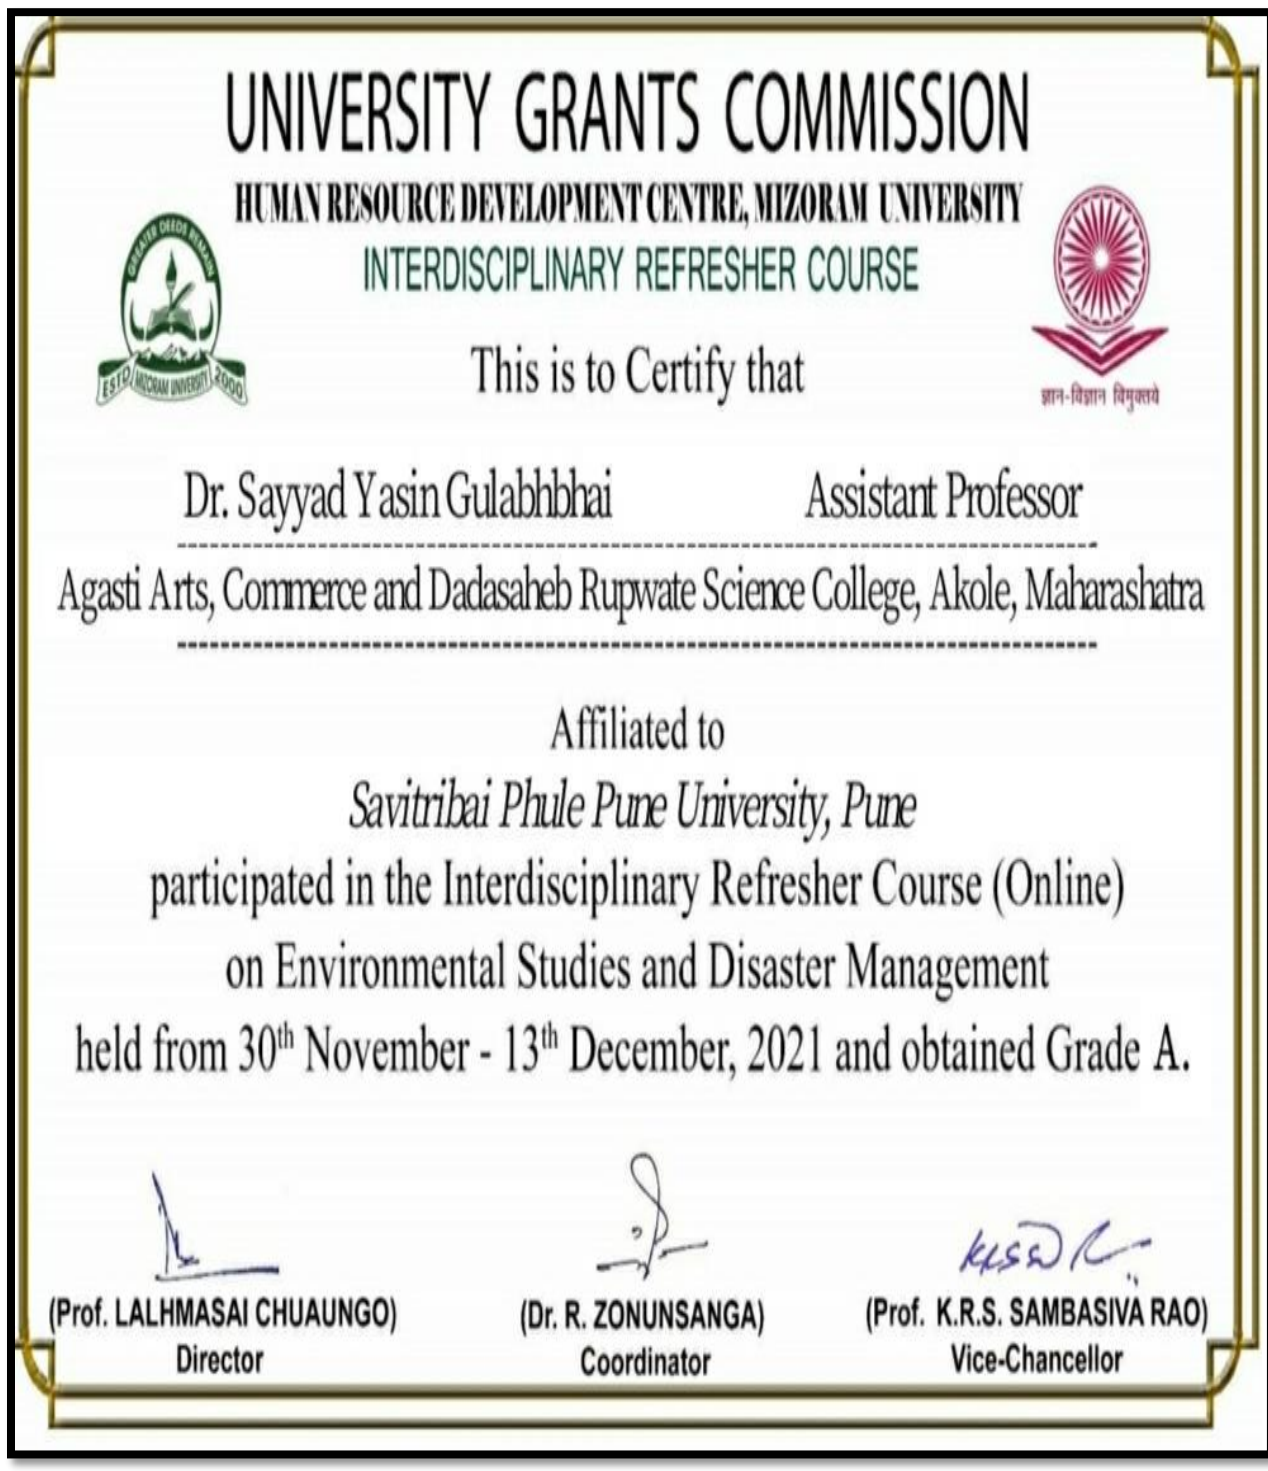 UNIVERSITY GRANTS COMMISSION
HUMAN RESOURCE DEVELOPMENT CENTRE, MIZORAM UNIVERSITY
INTERDISCIPLINARY REFRESHER COURSE
GREATER DEEDS REMAIN
ESTD MIZORAM UNIVERSITY 2000
ज्ञान-विज्ञान विमुक्तये
This is to Certify that
Dr. Sayyad Yasin Gulabhbhai Assistant Professor
Agasti Arts, Commerce and Dadasaheb Rupwate Science College, Akole, Maharashatra
Affiliated to
Savitribai Phule Pune University, Pune
participated in the Interdisciplinary Refresher Course (Online)
on Environmental Studies and Disaster Management
held from 30th November - 13th December, 2021 and obtained Grade A.
(Prof. LALHMASAI CHUAUNGO)
Director
(Dr. R. ZONUNSANGA)
Coordinator
(Prof. K.R.S. SAMBASIVA RAO)
Vice-Chancellor